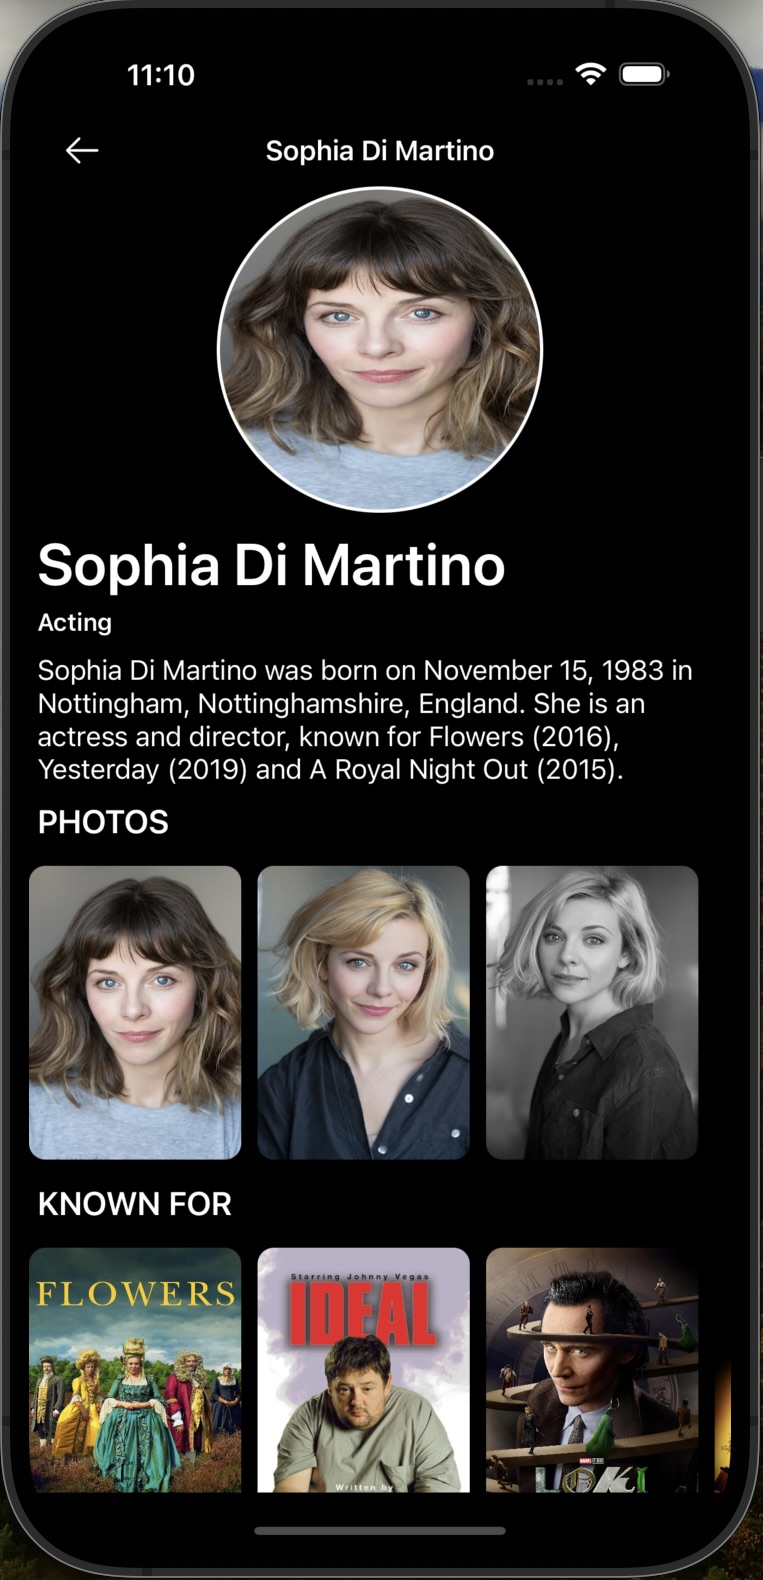 11:10
Sophia Di Martino
Sophia Di Martino
Acting
Sophia Di Martino was born on November 15, 1983 in
Nottingham, Nottinghamshire, England. She is an
actress and director, known for Flowers (2016),
Yesterday (2019) and A Royal Night Out (2015).
PHOTOS
KNOWN FOR
FLOWERS
Starring Johnny Vegas
IDEAL
Written by
LOKI